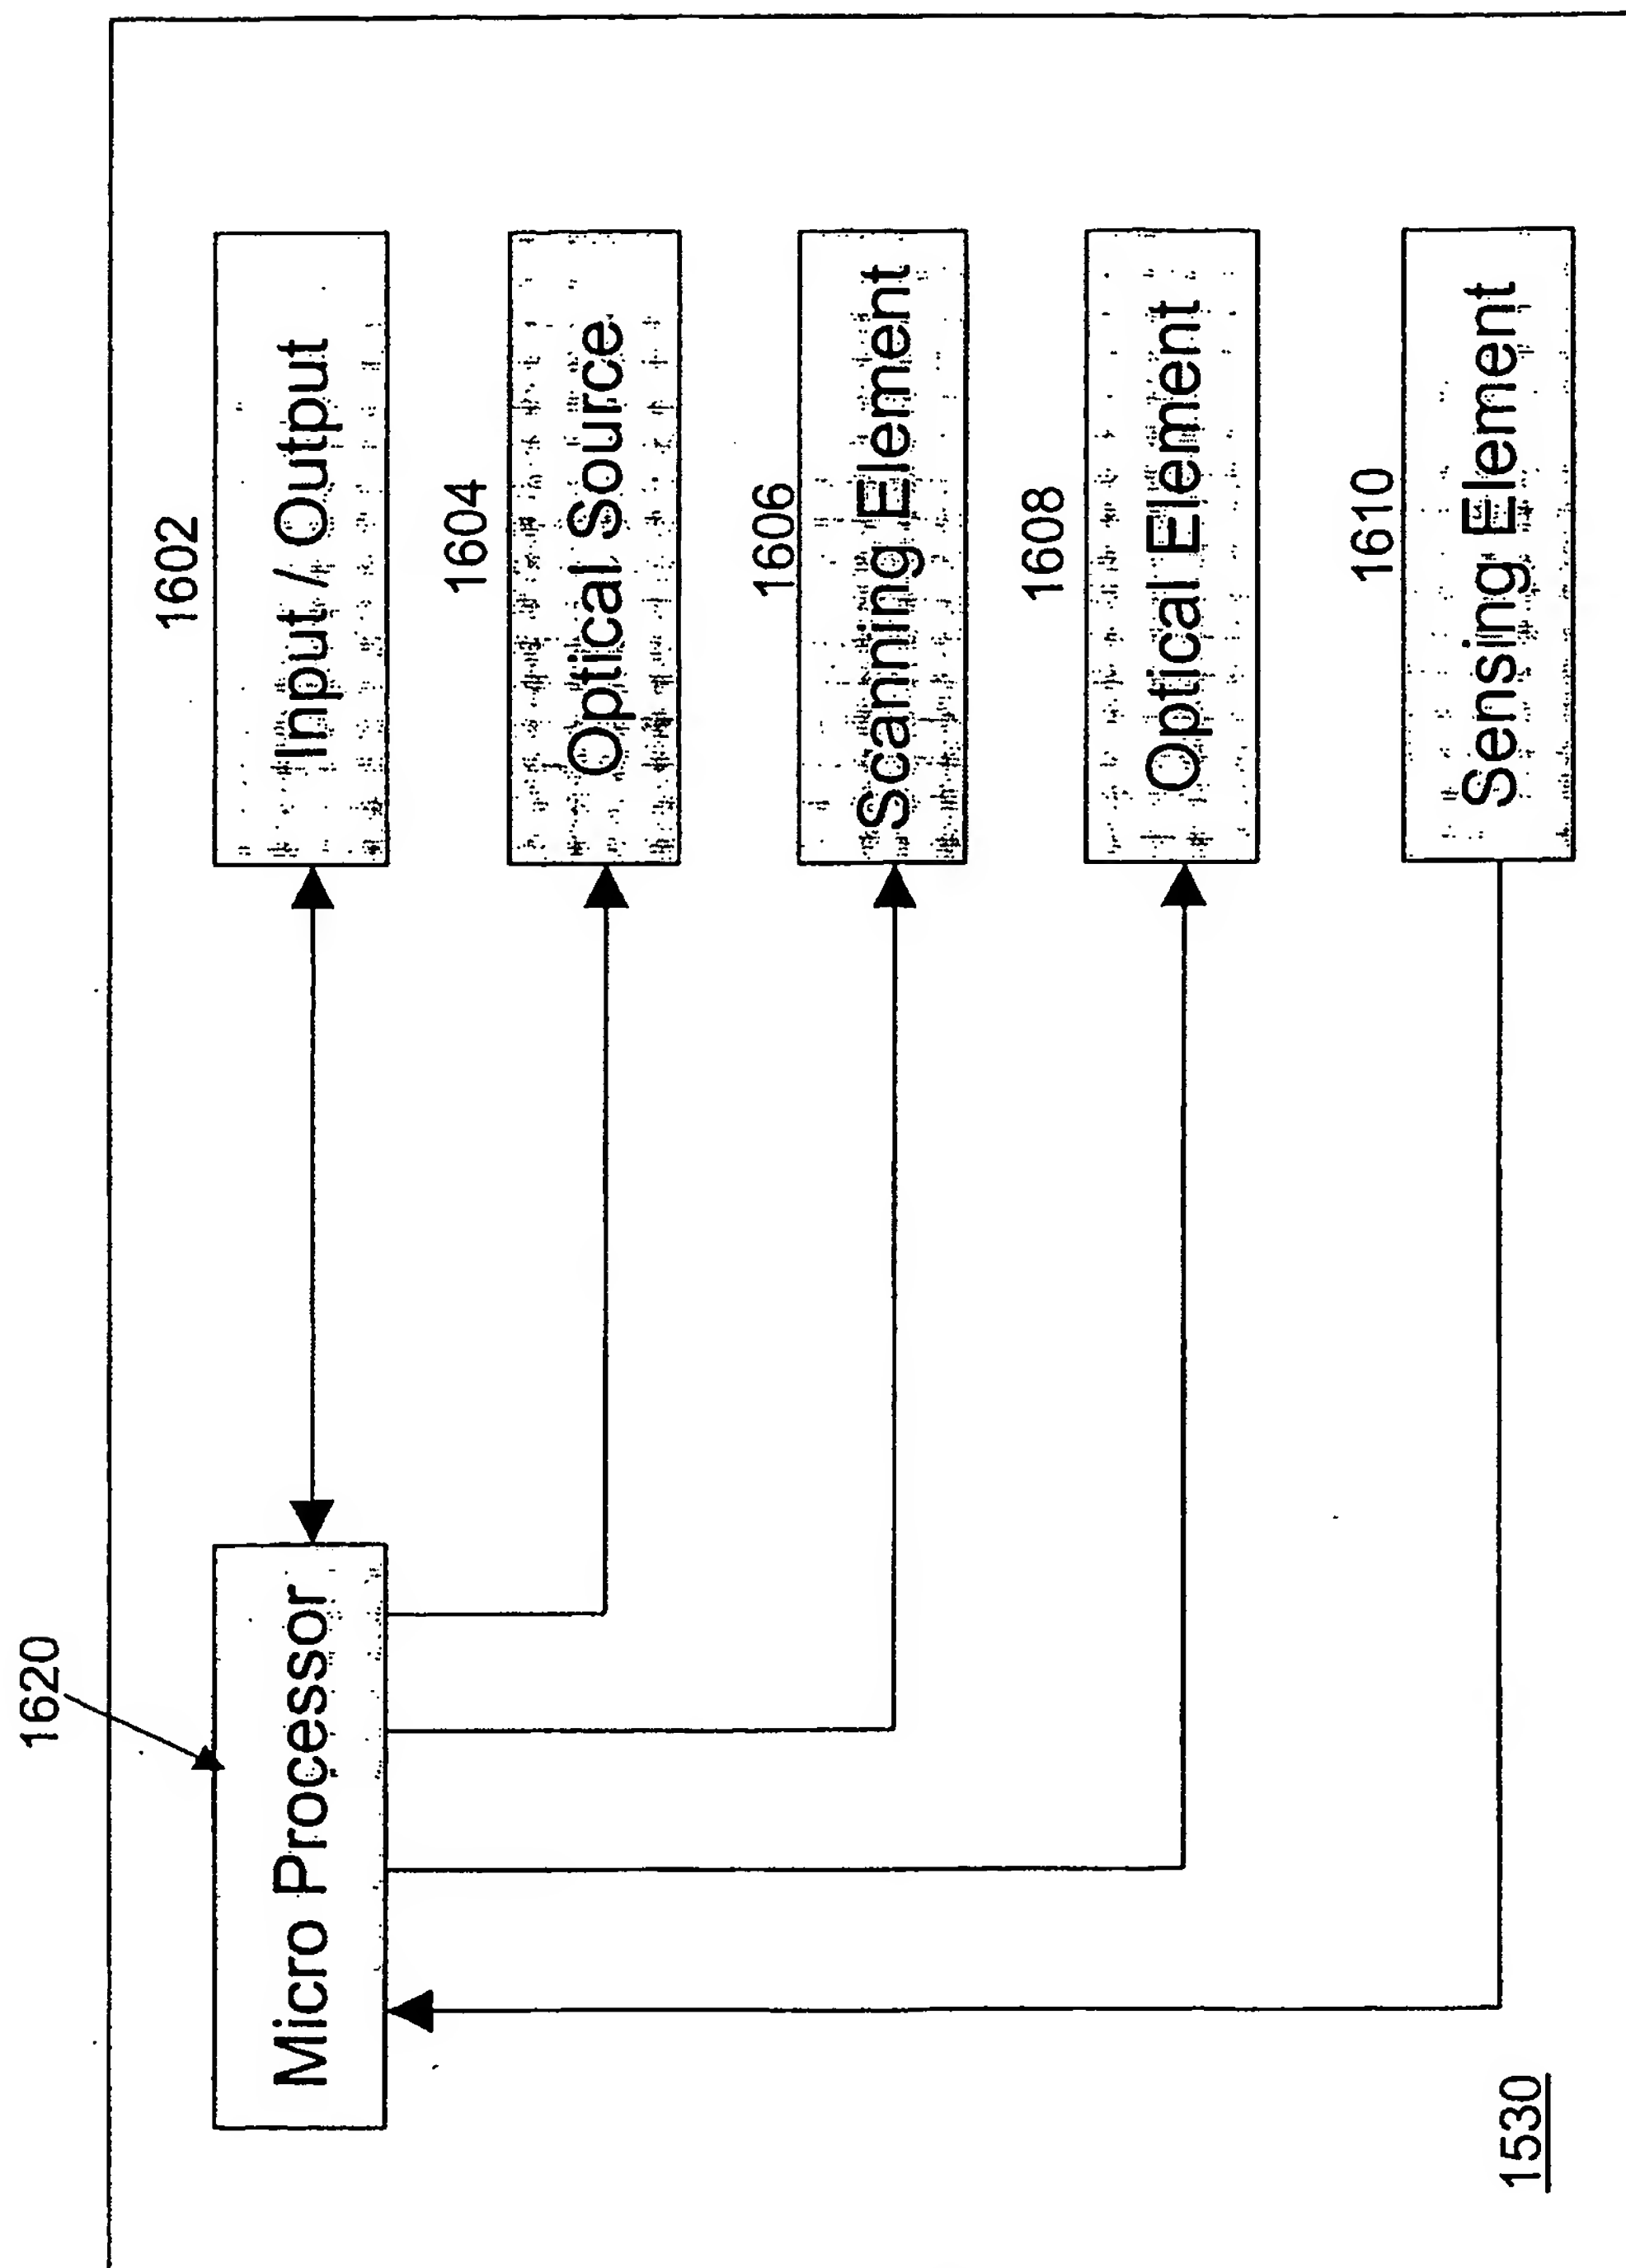 1620
Micro Processor
1602
Input / Output
1604
Optical Source
1606
Scanning Element
1608
Optical Element
1610
Sensing Element
1530